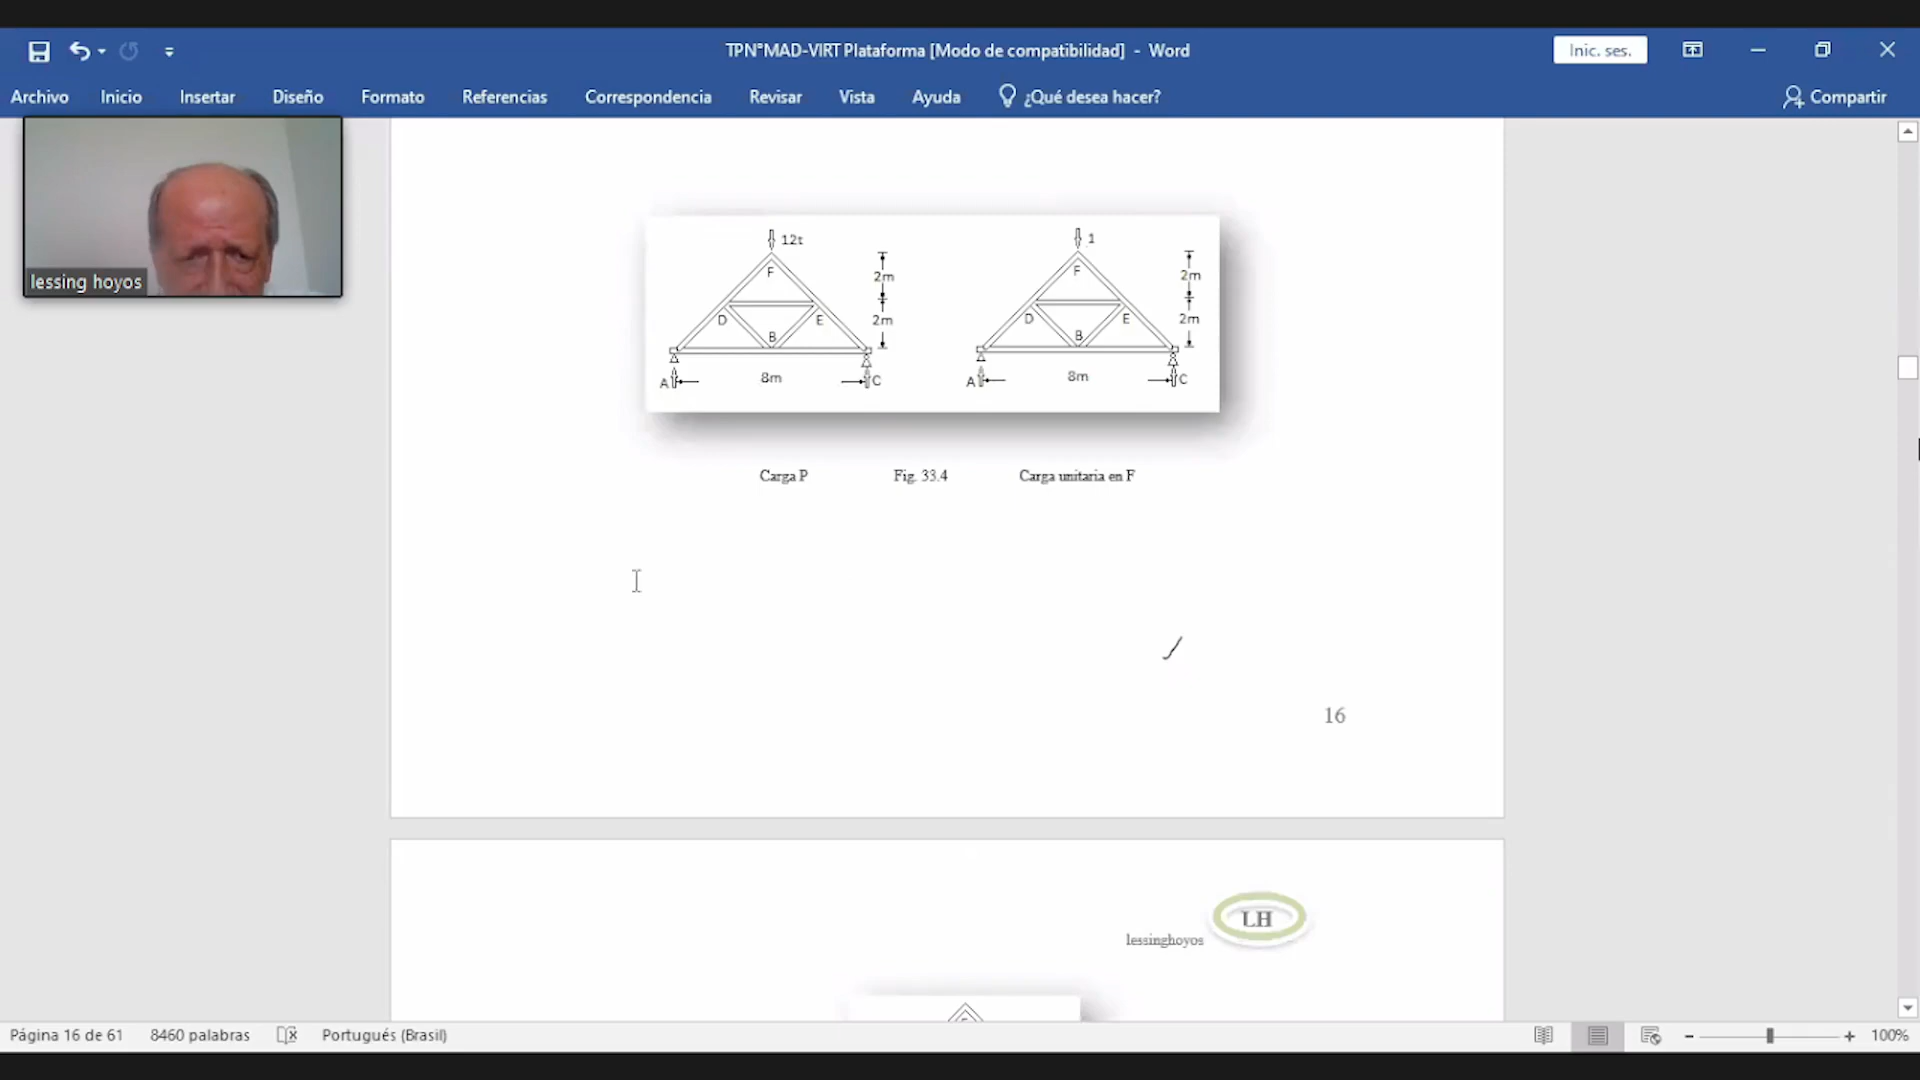 TPN°MAD-VIRT Plataforma [Modo de compatibilidad] - Word
Inic. ses.
Archivo Inicio Insertar Diseño Formato Referencias Correspondencia Revisar Vista Ayuda ¿Qué desea hacer? Compartir
lessing hoyos
12t
F
2m
D E 2m
B
A 8m C
1
F
2m
D E 2m
B
A 8m C
Carga P Fig. 33.4 Carga unitaria en F
16
LH
lessinghoyos
Página 16 de 61 8460 palabras Portugués (Brasil) 100%